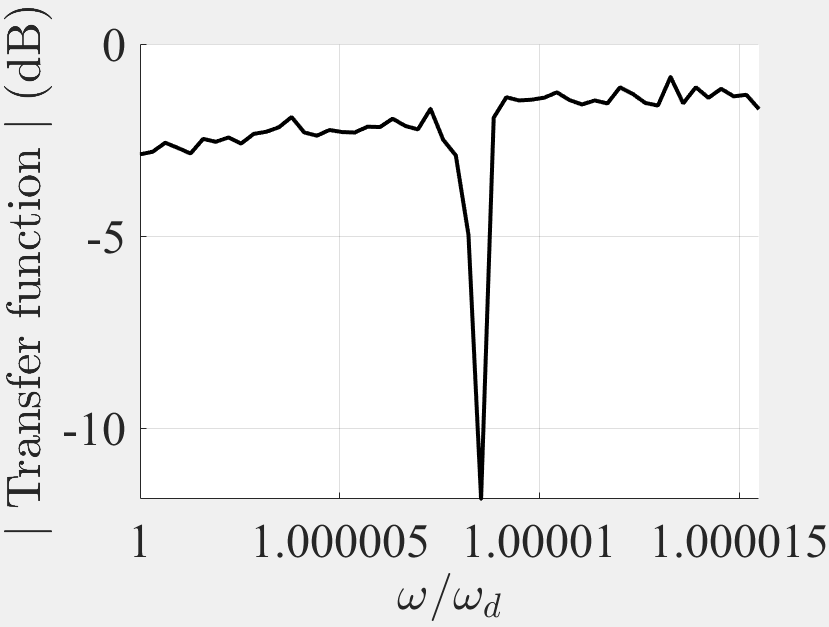 | Transfer function | (dB)
0
-5
-10
1 1.000005 1.00001 1.000015
ω/ω_d